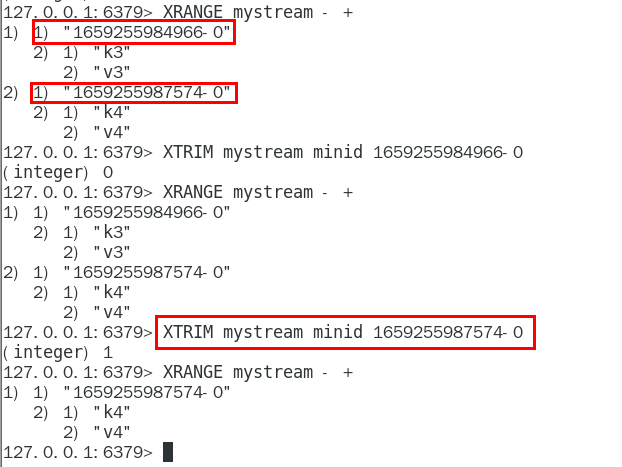 127.0.0.1:6379> XRANGE mystream - +
1) 1) "1659255984966-0"
   2) 1) "k3"
      2) "v3"
2) 1) "1659255987574-0"
   2) 1) "k4"
      2) "v4"
127.0.0.1:6379> XTRIM mystream minid 1659255984966-0
(integer) 0
127.0.0.1:6379> XRANGE mystream - +
1) 1) "1659255984966-0"
   2) 1) "k3"
      2) "v3"
2) 1) "1659255987574-0"
   2) 1) "k4"
      2) "v4"
127.0.0.1:6379> XTRIM mystream minid 1659255987574-0
(integer) 1
127.0.0.1:6379> XRANGE mystream - +
1) 1) "1659255987574-0"
   2) 1) "k4"
      2) "v4"
127.0.0.1:6379>